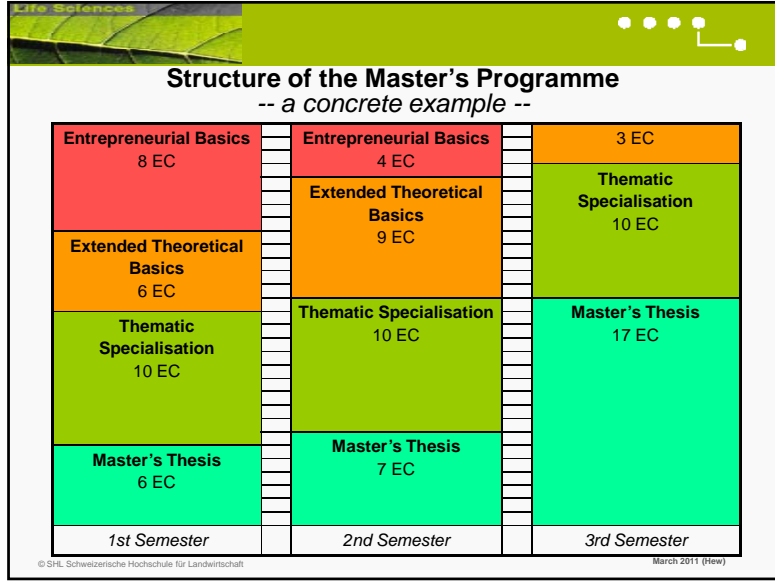 Life Sciences
Structure of the Master's Programme
-- a concrete example --
Entrepreneurial Basics
8 EC
Extended Theoretical
Basics
6 EC
Thematic
Specialisation
10 EC
Master's Thesis
6 EC
1st Semester
Entrepreneurial Basics
4 EC
Extended Theoretical
Basics
9 EC
Thematic Specialisation
10 EC
Master's Thesis
7 EC
2nd Semester
3 EC
Thematic
Specialisation
10 EC
Master's Thesis
17 EC
3rd Semester
© SHL Schweizerische Hochschule für Landwirtschaft
March 2011 (Hew)